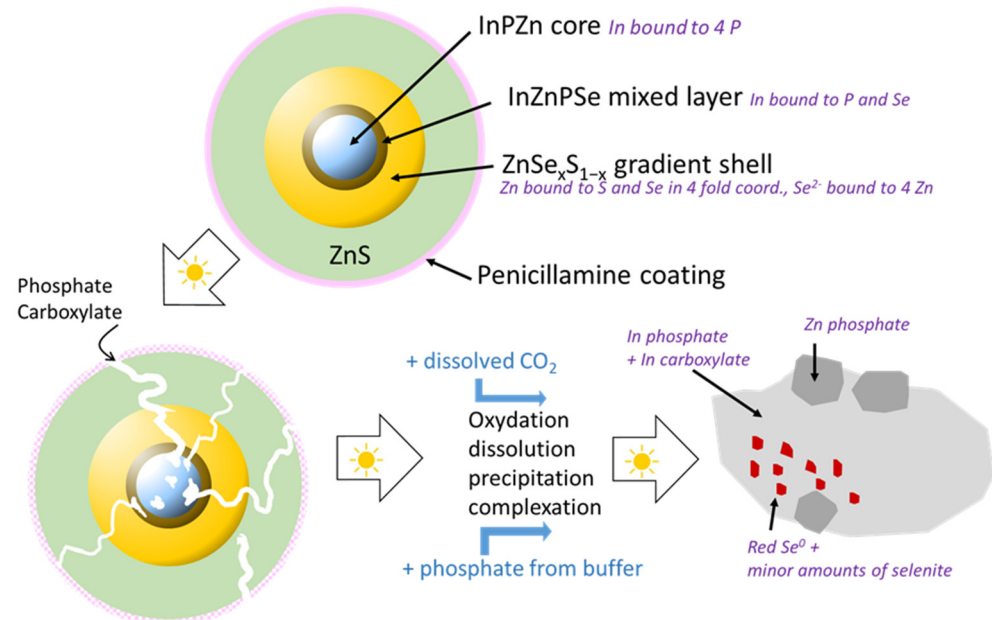 InPZn core In bound to 4 P
InZnPSe mixed layer In bound to P and Se
ZnSeₓS₁₋ₓ gradient shell
Zn bound to S and Se in 4 fold coord., Se²⁻ bound to 4 Zn
ZnS
Penicillamine coating
Phosphate
Carboxylate
+ dissolved CO₂
Oxydation
dissolution
precipitation
complexation
+ phosphate from buffer
In phosphate
+ In carboxylate
Zn phosphate
Red Se⁰ +
minor amounts of selenite